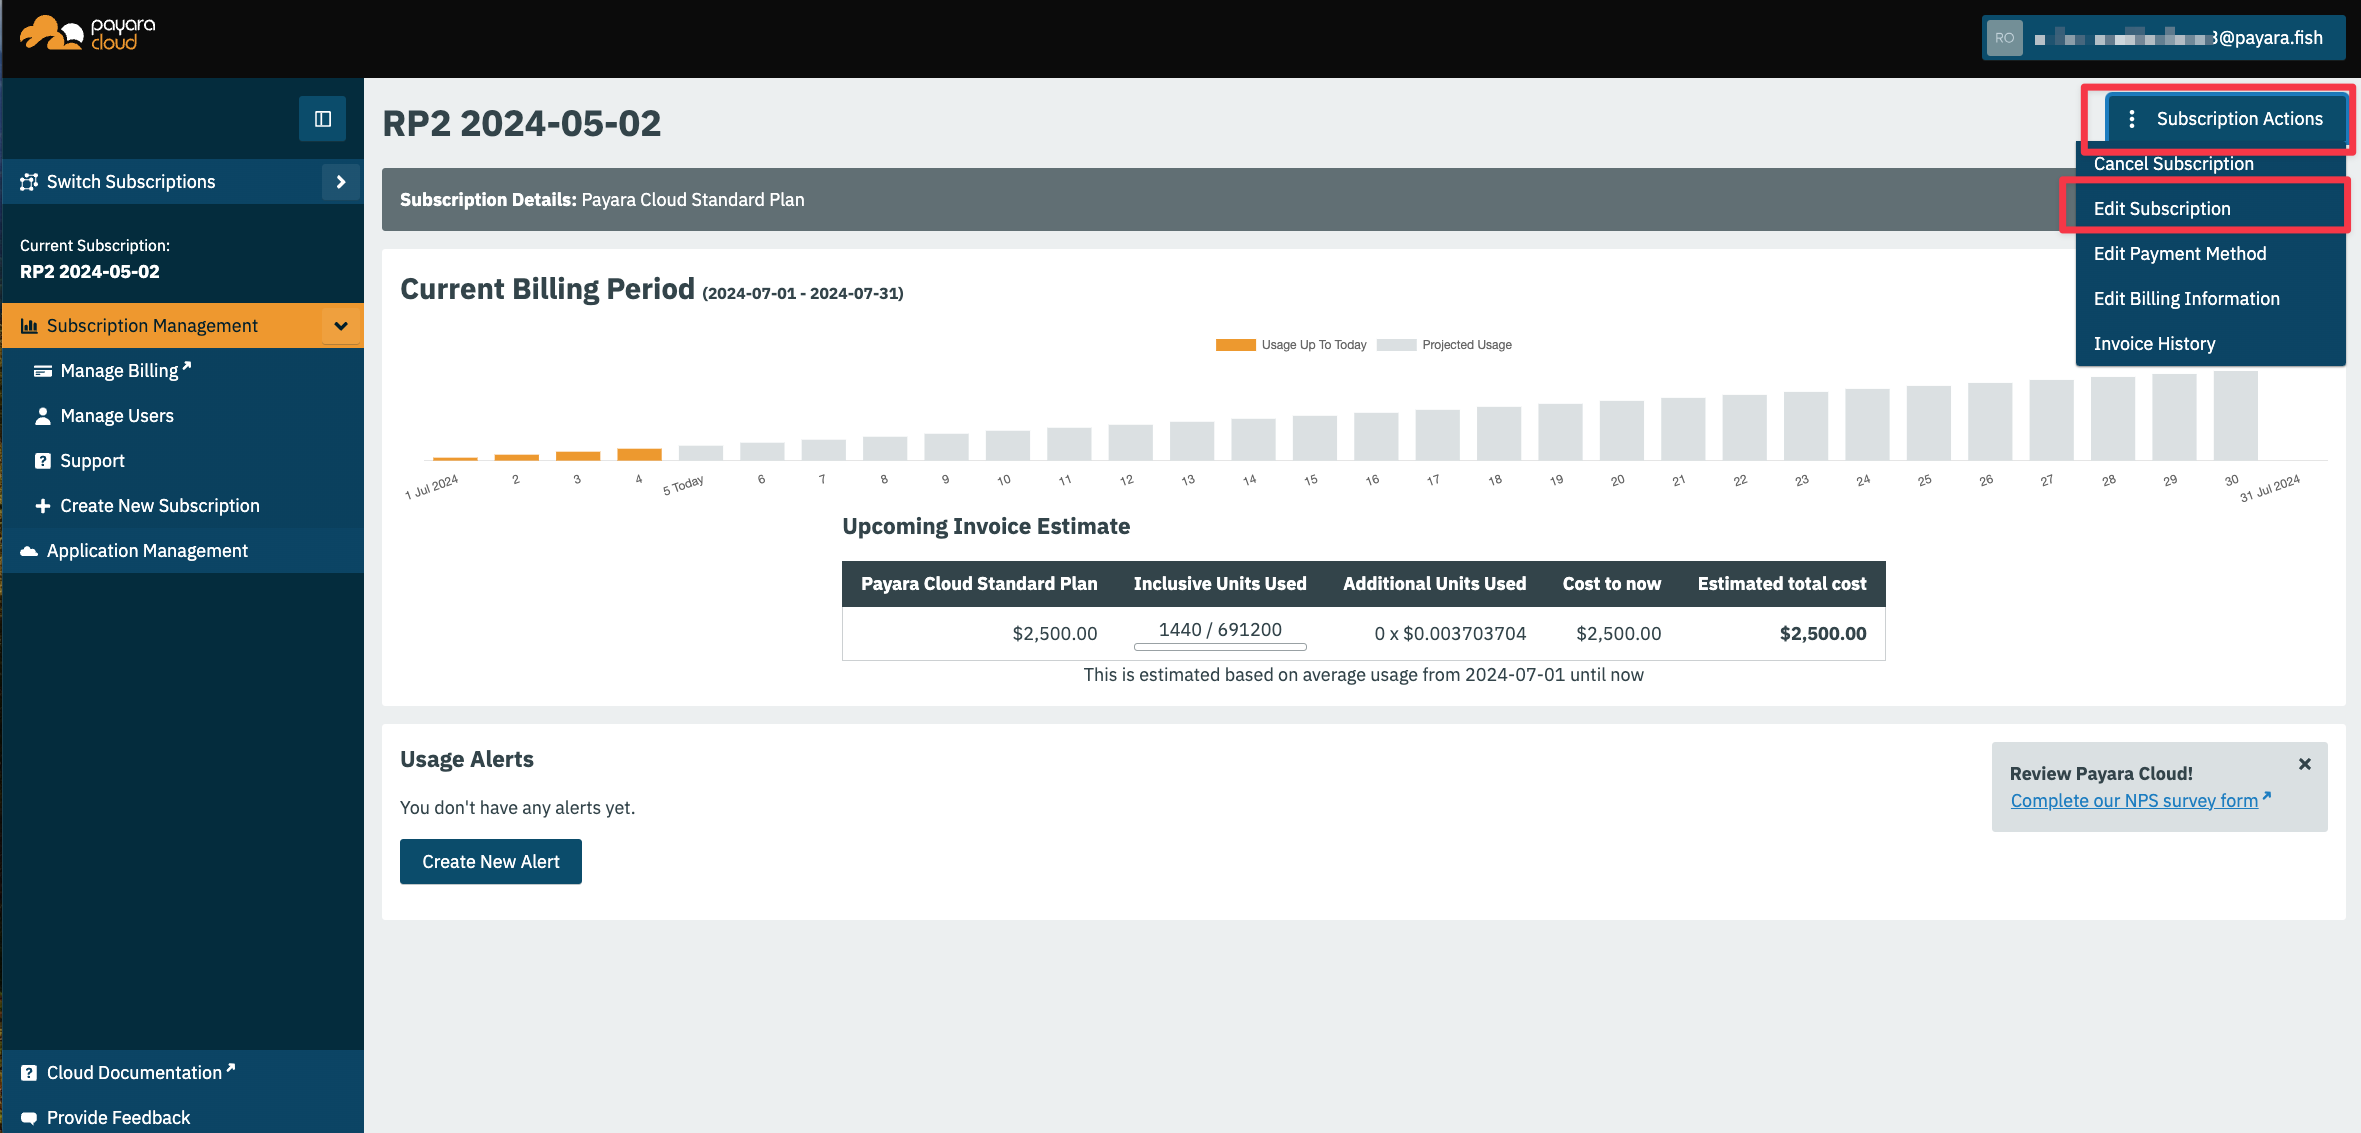 payara
cloud
RO
3@payara.fish
Switch Subscriptions
Current Subscription:
RP2 2024-05-02
Subscription Management
Manage Billing
Manage Users
Support
Create New Subscription
Application Management
Cloud Documentation
Provide Feedback
RP2 2024-05-02
Subscription Actions
Cancel Subscription
Edit Subscription
Edit Payment Method
Edit Billing Information
Invoice History
Subscription Details: Payara Cloud Standard Plan
Current Billing Period (2024-07-01 - 2024-07-31)
Usage Up To Today Projected Usage
1 Jul 2024 2 3 4 5 Today 6 7 8 9 10 11 12 13 14 15 16 17 18 19 20 21 22 23 24 25 26 27 28 29 30 31 Jul 2024
Upcoming Invoice Estimate
Payara Cloud Standard Plan Inclusive Units Used Additional Units Used Cost to now Estimated total cost
$2,500.00 1440 / 691200 0 x $0.003703704 $2,500.00 $2,500.00
This is estimated based on average usage from 2024-07-01 until now
Usage Alerts
You don't have any alerts yet.
Create New Alert
Review Payara Cloud!
Complete our NPS survey form